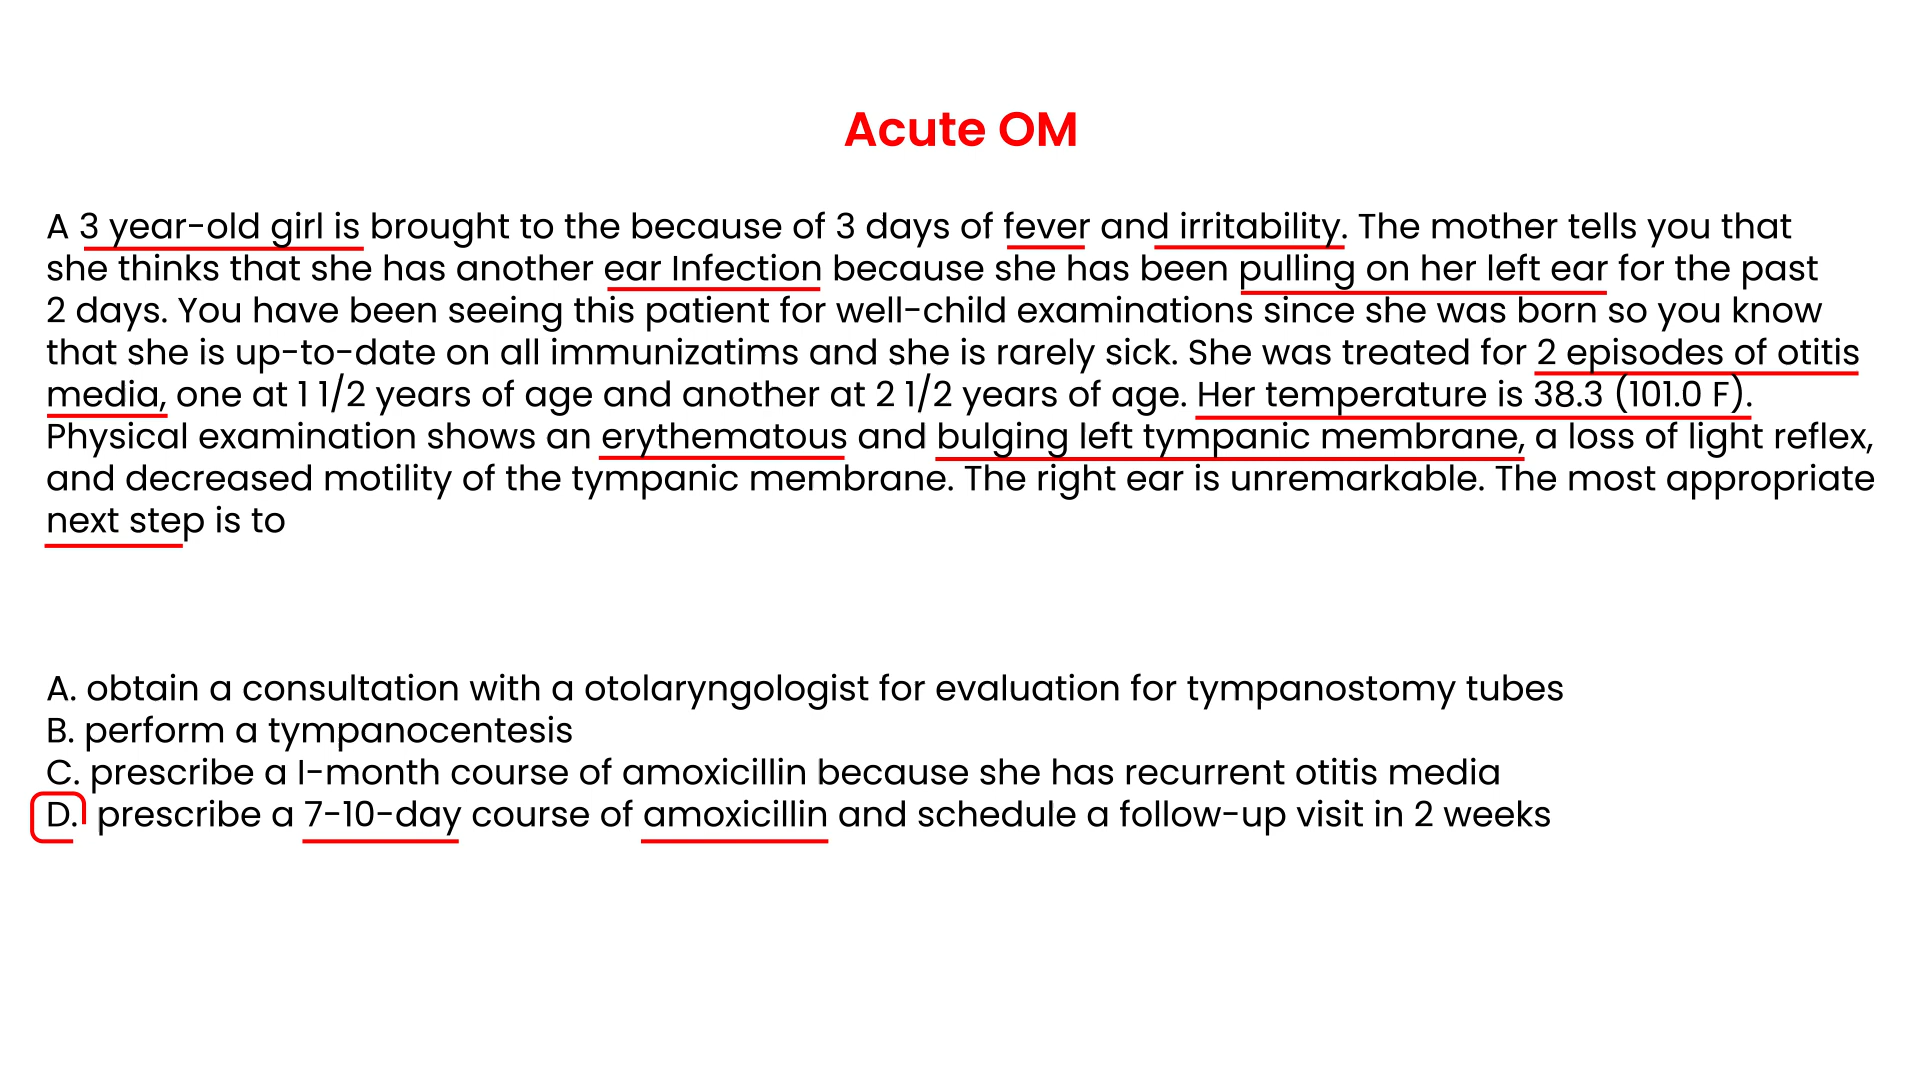 Acute OM
A 3 year-old girl is brought to the because of 3 days of fever and irritability. The mother tells you that
she thinks that she has another ear Infection because she has been pulling on her left ear for the past
2 days. You have been seeing this patient for well-child examinations since she was born so you know
that she is up-to-date on all immunizatims and she is rarely sick. She was treated for 2 episodes of otitis
media, one at 1 1/2 years of age and another at 2 1/2 years of age. Her temperature is 38.3 (101.0 F).
Physical examination shows an erythematous and bulging left tympanic membrane, a loss of light reflex,
and decreased motility of the tympanic membrane. The right ear is unremarkable. The most appropriate
next step is to
A. obtain a consultation with a otolaryngologist for evaluation for tympanostomy tubes
B. perform a tympanocentesis
C. prescribe a I-month course of amoxicillin because she has recurrent otitis media
D. prescribe a 7-10-day course of amoxicillin and schedule a follow-up visit in 2 weeks